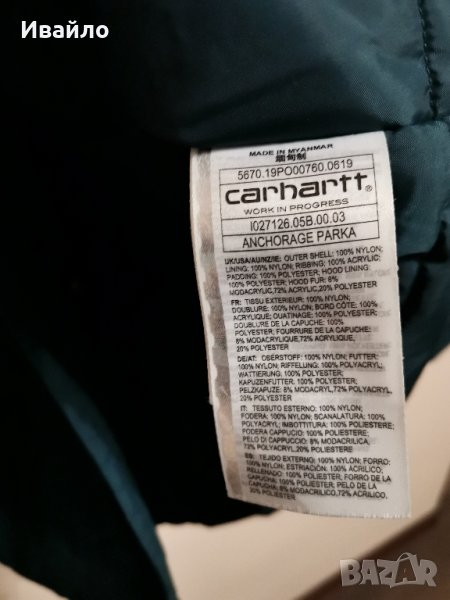 Ивайло
MADE IN MYANMAR
緬甸制
5670.19PO00760.0619
carhartt®
WORK IN PROGRESS
I027126.05B.00.03
ANCHORAGE PARKA
UK/USA/AU/NZ/IE: OUTER SHELL: 100% NYLON;
LINING: 100% NYLON; RIBBING: 100% ACRYLIC;
PADDING: 100% POLYESTER; HOOD LINING:
100% POLYESTER; HOOD FUR: 8%
MODACRYLIC,72% ACRYLIC,20% POLYESTER
FR: TISSU EXTERIEUR: 100% NYLON;
DOUBLURE: 100% NYLON; BORD CÔTE: 100%
ACRYLIQUE; OUATINAGE: 100% POLYESTER;
DOUBLURE DE LA CAPUCHE: 100%
POLYESTER; FOURRURE DE LA CAPUCHE:
8% MODACRYLIQUE,72% ACRYLIQUE,
20% POLYESTER
DE/AT: OBERSTOFF: 100% NYLON; FUTTER:
100% NYLON; RIFFELUNG: 100% POLYACRYL;
WATTIERUNG: 100% POLYESTER;
KAPUZENFUTTER: 100% POLYESTER;
PELZKAPUZE: 8% MODACRYL, 72% POLYACRYL,
20% POLYESTER
IT: TESSUTO ESTERNO: 100% NYLON;
FODERA: 100% NYLON; SCANALATURA: 100%
POLYACRYL; IMBOTTITURA: 100% POLIESTERE;
FODERA CAPPUCCIO: 100% POLIESTERE;
PELO DI CAPPUCCIO: 8% MODACRILICA,
72% POLYACRYL, 20% POLIESTERE
ES: TEJIDO EXTERNO: 100% NYLON; FORRO:
100% NYLON; ESTRIACIÓN: 100% ACRÍLICO;
RELLENO: 100% POLIESTER; FORRO DE LA
CAPUCHA: 100% POLIESTER; PELO DE LA
CAPUCHA: 8% MODACRILICO,72% ACRILICO,
20% POLIESTER
BAZAR